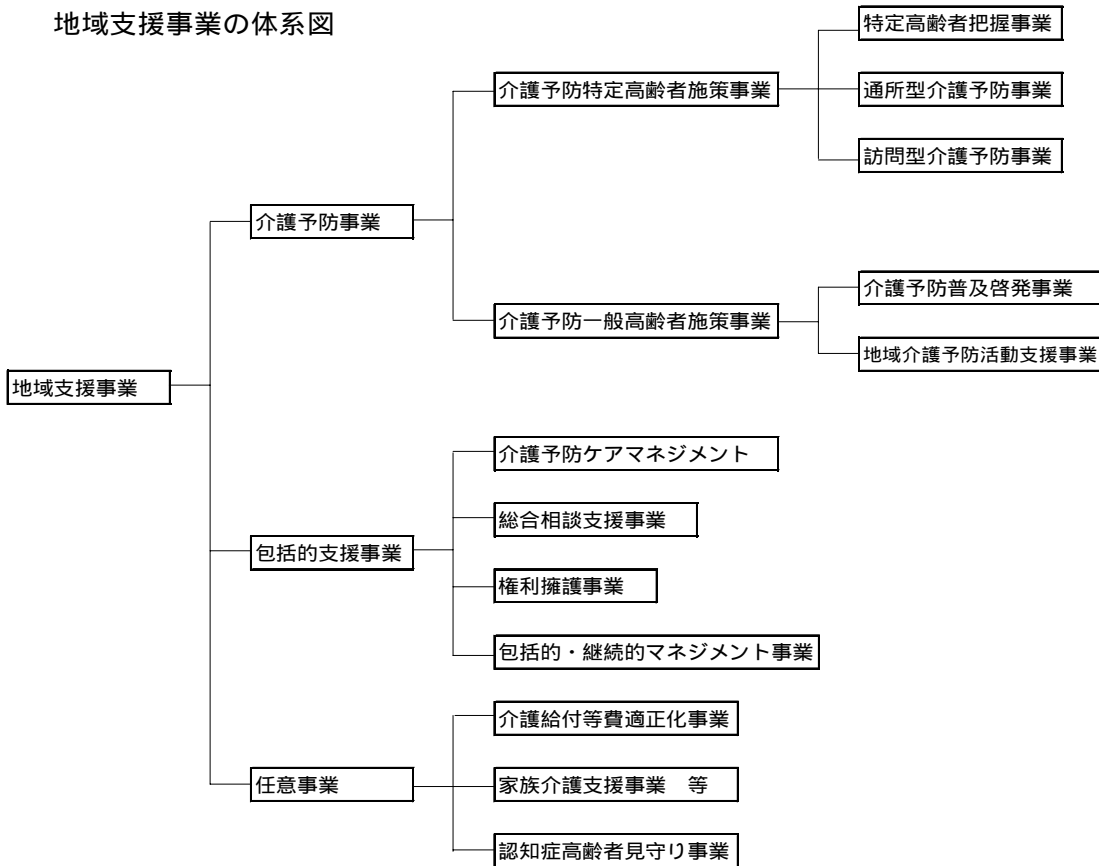 地域支援事業の体系図
特定高齢者把握事業
介護予防特定高齢者施策事業
通所型介護予防事業
訪問型介護予防事業
介護予防事業
介護予防普及啓発事業
介護予防一般高齢者施策事業
地域介護予防活動支援事業
地域支援事業
介護予防ケアマネジメント
総合相談支援事業
包括的支援事業
権利擁護事業
包括的・継続的マネジメント事業
介護給付等費適正化事業
任意事業
家族介護支援事業　等
認知症高齢者見守り事業